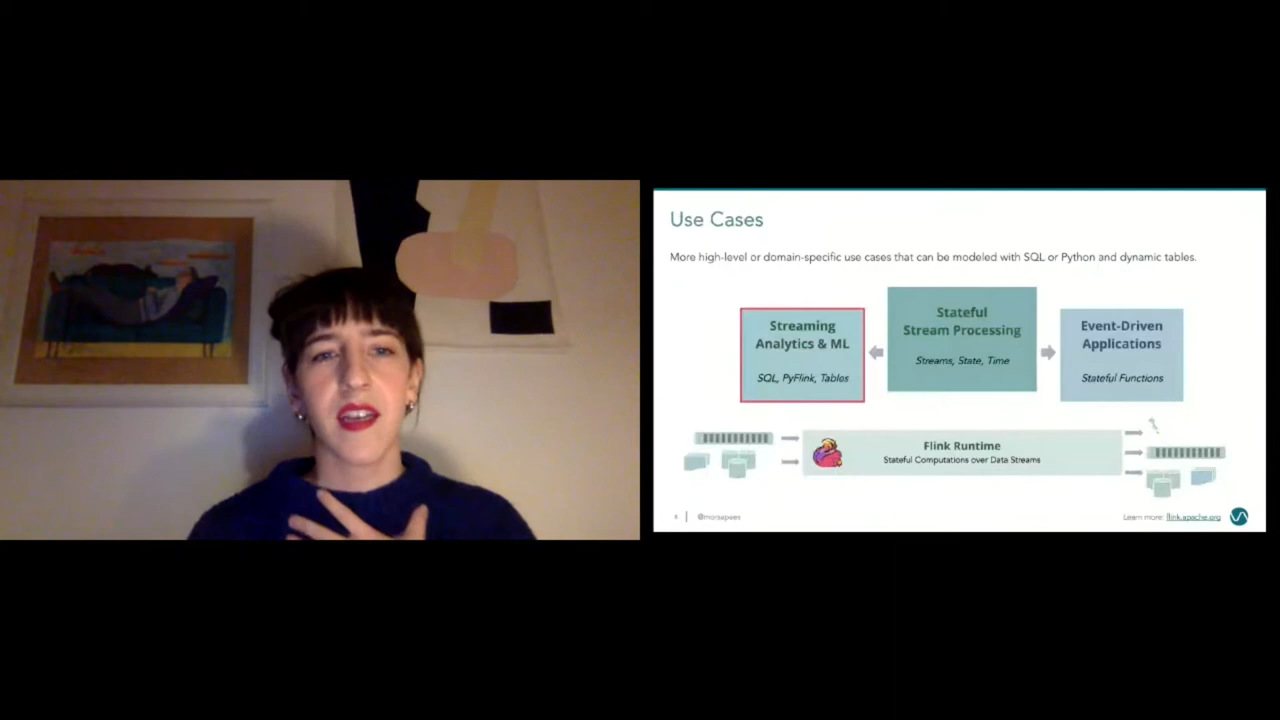 Use Cases
More high-level or domain-specific use cases that can be modeled with SQL or Python and dynamic tables.
Streaming
Analytics & ML
SQL, PyFlink, Tables
Stateful
Stream Processing
Streams, State, Time
Event-Driven
Applications
Stateful Functions
Flink Runtime
Stateful Computations over Data Streams
@morsapaes
Learn more: flink.apache.org